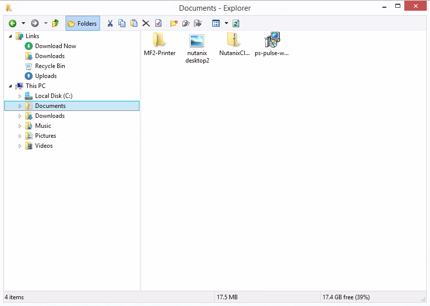 Documents - Explorer
Folders
Links
Download Now
Downloads
Recycle Bin
Uploads
This PC
Local Disk (C:)
Documents
Downloads
Music
Pictures
Videos
MF2-Printer
nutanix
desktop2
NutanixCl...
ps-pulse-w...
4 items
17.5 MB
17.4 GB free (39%)